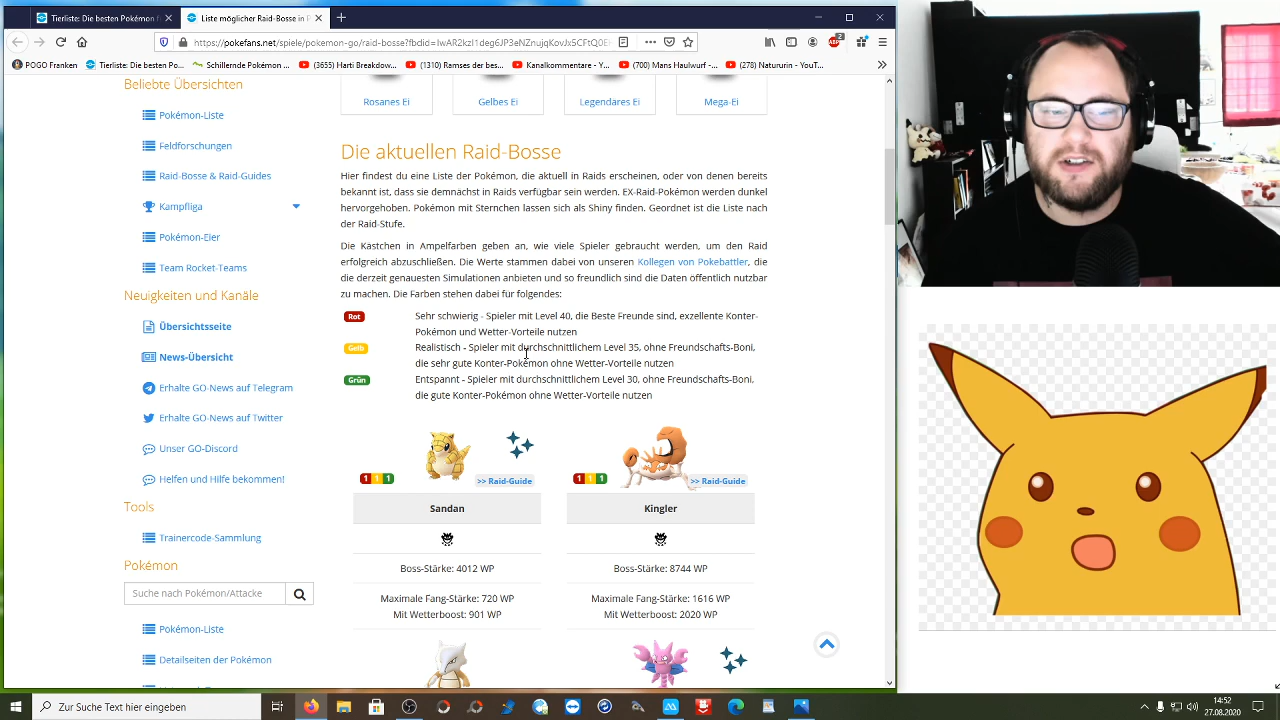 Tierliste: Die besten Pokémon
Liste möglicher Raid-Bosse in P
https://pokefans.net/spiele/pokemon-go/raid-bosse?fbdid=
POGO Franken
Tierliste: Die besten Po...
Schillernde Pokémon ...
(3655) Harti Breakdow...
(1310) Ramses der bes...
Kanalkommentare - Y...
(700) Mans Haulwurf -...
(278) Natururin - YouT...
Beliebte Übersichten
Pokémon-Liste
Feldforschungen
Raid-Bosse & Raid-Guides
Kampfliga
Pokémon-Eier
Team Rocket-Teams
Neuigkeiten und Kanäle
Übersichtsseite
News-Übersicht
Erhalte GO-News auf Telegram
Erhalte GO-News auf Twitter
Unser GO-Discord
Helfen und Hilfe bekommen!
Tools
Trainercode-Sammlung
Pokémon
Suche nach Pokémon/Attacke
Pokémon-Liste
Detailseiten der Pokémon
Rosanes Ei
Gelbes Ei
Legendäres Ei
Mega-Ei
Die aktuellen Raid-Bosse
Hier findest du eine Liste der Pokémon, die aktuell in Raids erscheinen, oder von denen bereits
bekannt ist, dass sie demnächst in Raids verfügbar sein werden. EX-Raid-Pokémon werden dunkel
hervorgehoben. Pokémon mit Sternchen lassen sich als Shiny finden. Geordnet ist die Liste nach
der Raid-Stufe.
Die Kästchen in Ampelfarben geben an, wie viele Spieler gebraucht werden, um den Raid
erfolgreich abzuschließen. Die Werte stammen dabei von unseren Kollegen von Pokebattler, die
die derzeit genauesten Simulationen anbieten und so freundlich sind die Daten öffentlich nutzbar
zu machen. Die Farben stehen dabei für folgendes:
Rot
Sehr schwierig - Spieler mit Level 40, die Beste Freunde sind, exzellente Konter-
Pokémon und Wetter-Vorteile nutzen
Gelb
Realistisch - Spieler mit durchschnittlichem Level 35, ohne Freundschafts-Boni,
die sehr gute Konter-Pokémon ohne Wetter-Vorteile nutzen
Grün
Entspannt - Spieler mit durchschnittlichem Level 30, ohne Freundschafts-Boni,
die gute Konter-Pokémon ohne Wetter-Vorteile nutzen
1 1 1
>> Raid-Guide
1 1 1
>> Raid-Guide
Sandan
Kingler
Boss-Stärke: 4012 WP
Boss-Stärke: 8744 WP
Maximale Fang-Stärke: 720 WP
Mit Wetterboost: 901 WP
Maximale Fang-Stärke: 1616 WP
Mit Wetterboost: 2020 WP
Zur Suche Text hier eingeben
14:52
27.08.2020